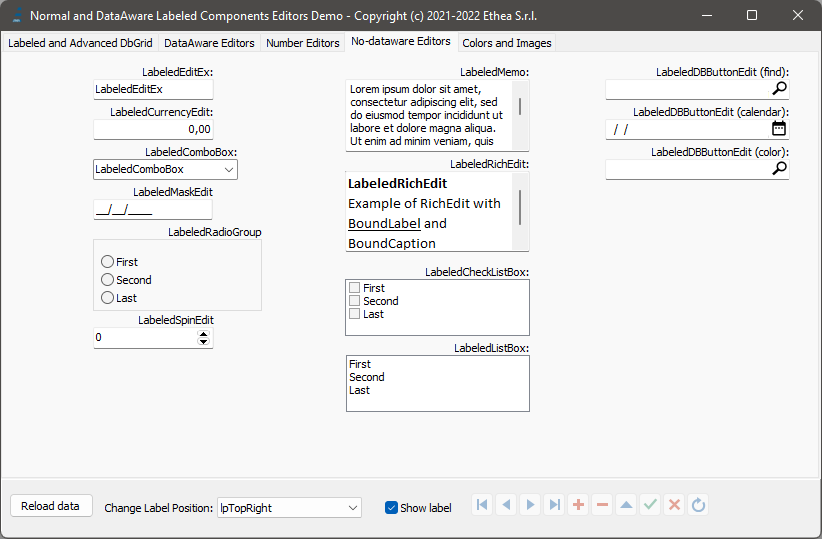 Normal and DataAware Labeled Components Editors Demo - Copyright (c) 2021-2022 Ethea S.r.l.
Labeled and Advanced DbGrid
DataAware Editors
Number Editors
No-dataware Editors
Colors and Images
LabeledEditEx:
LabeledEditEx
LabeledCurrencyEdit:
0,00
LabeledComboBox:
LabeledComboBox
LabeledMaskEdit
__/__/____
LabeledRadioGroup
First
Second
Last
LabeledSpinEdit
0
LabeledMemo:
Lorem ipsum dolor sit amet,
consectetur adipiscing elit, sed
do eiusmod tempor incididunt ut
labore et dolore magna aliqua.
Ut enim ad minim veniam, quis
LabeledRichEdit:
LabeledRichEdit
Example of RichEdit with
BoundLabel and
BoundCaption
LabeledCheckListBox:
First
Second
Last
LabeledListBox:
First
Second
Last
LabeledDBButtonEdit (find):
LabeledDBButtonEdit (calendar):
/ /
LabeledDBButtonEdit (color):
Reload data
Change Label Position:
lpTopRight
Show label